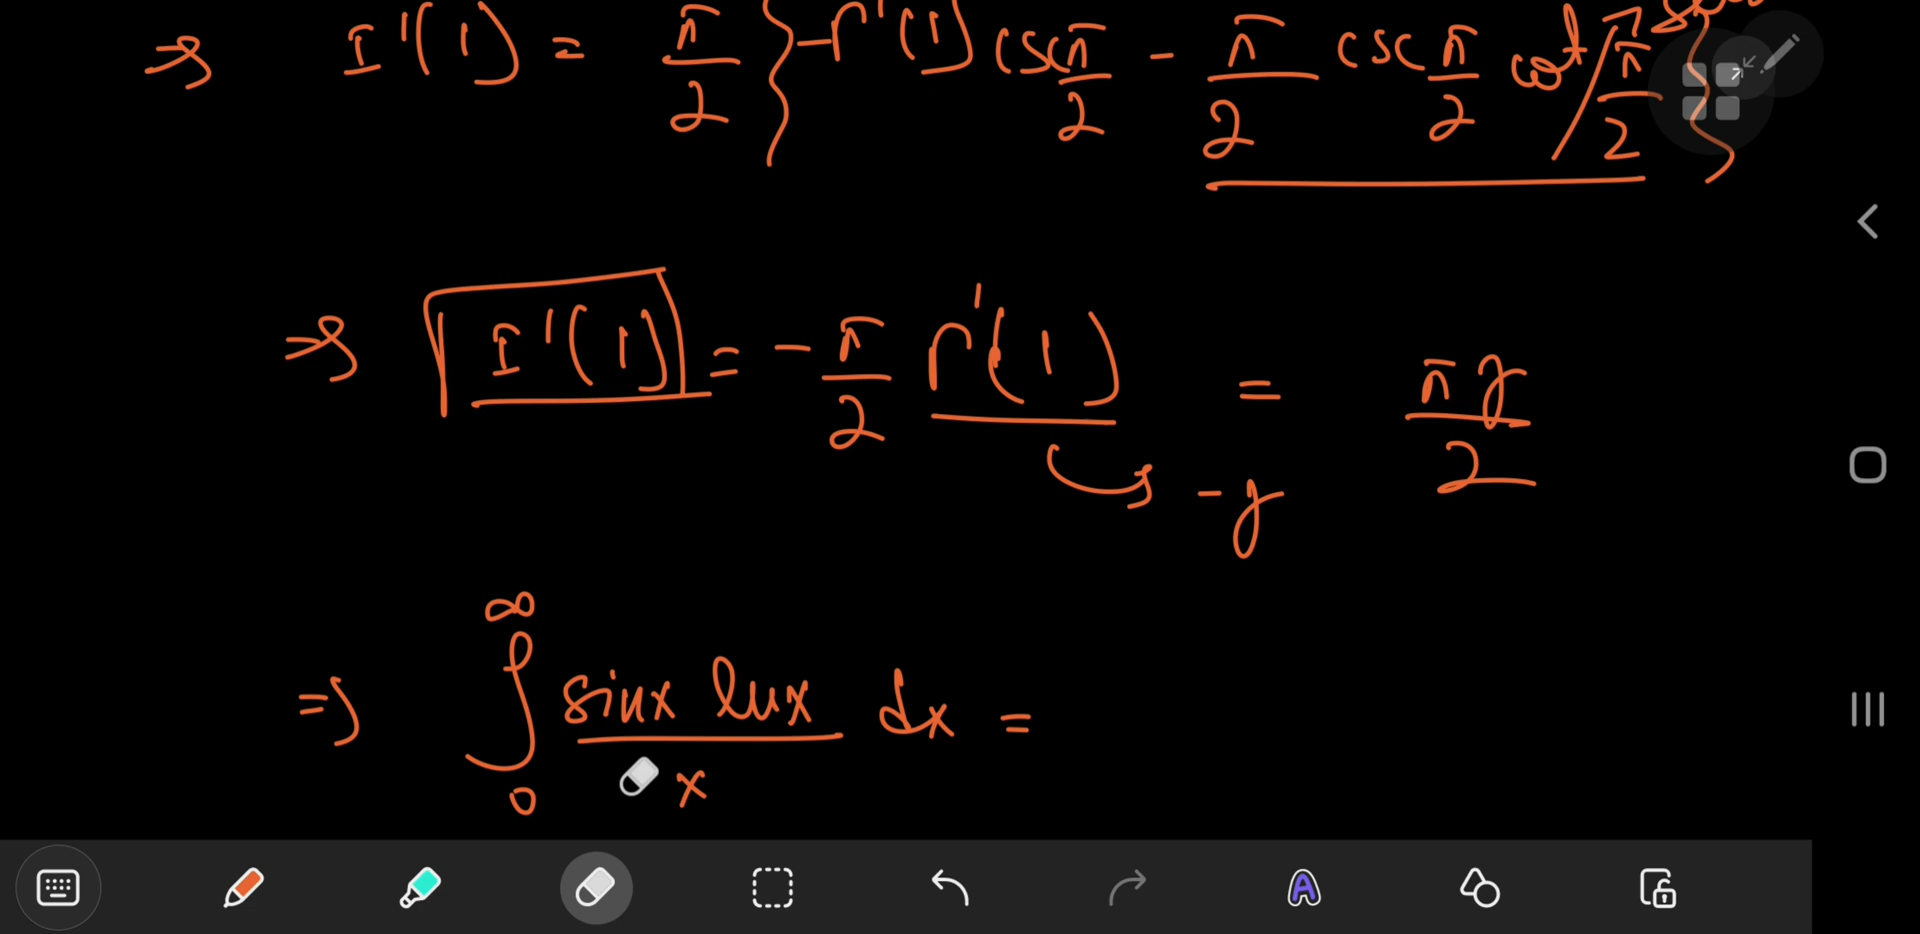 ⇒ I'(1) = π/2 { -Γ'(1) csc π/2 - π/2 csc π/2 cot π/2 }
⇒ I'(1) = - π/2 Γ'(1) = πγ/2
→ -γ
⇒ ∫₀^∞ sinx lnx / x dx =
A